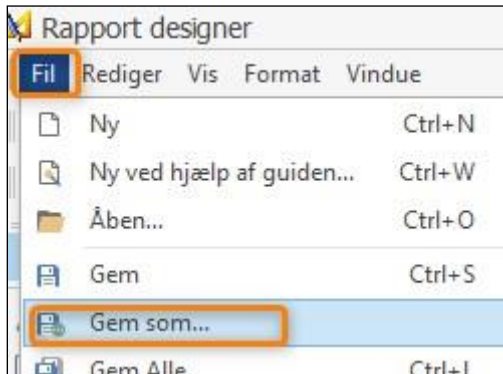 Rapport designer
Fil Rediger Vis Format Vindue
Ny Ctrl+N
Ny ved hjælp af guiden... Ctrl+W
Åben... Ctrl+O
Gem Ctrl+S
Gem som...
Gem Alle Ctrl+L